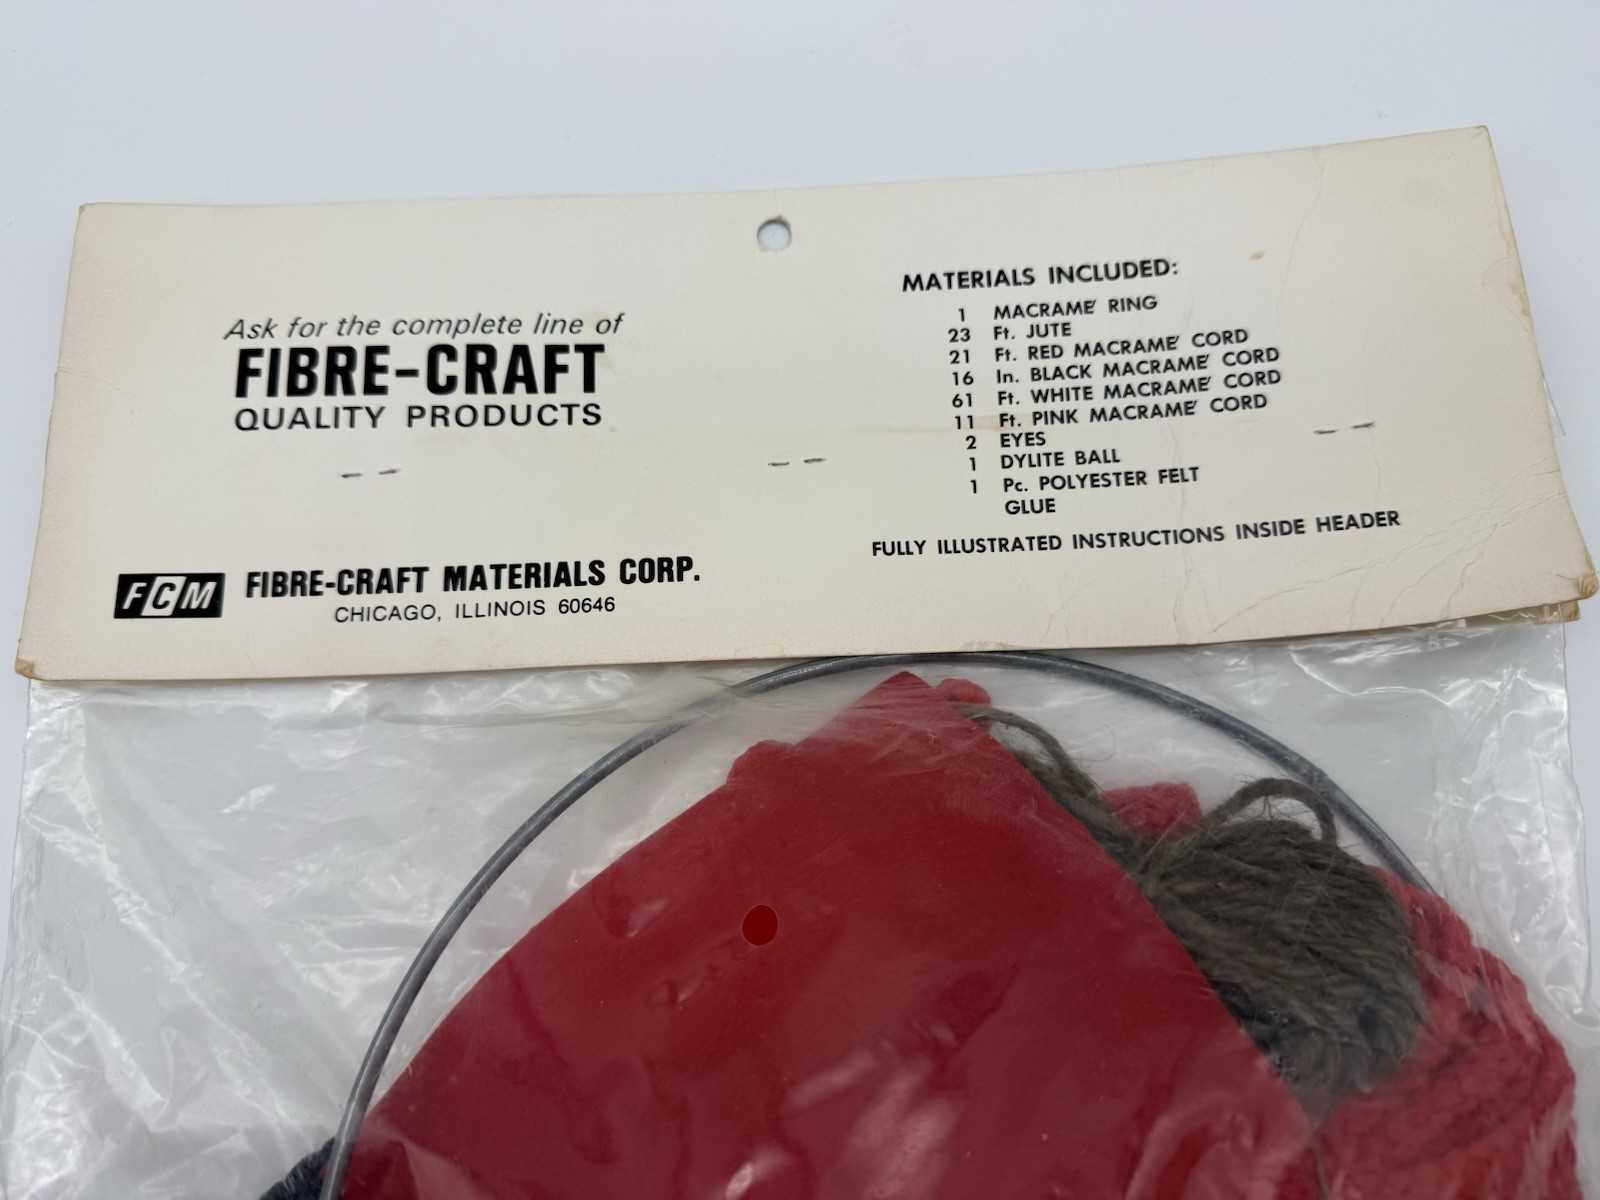 Ask for the complete line of
FIBRE-CRAFT
QUALITY PRODUCTS
FCM
FIBRE-CRAFT MATERIALS CORP.
CHICAGO, ILLINOIS 60646
MATERIALS INCLUDED:
1 MACRAME' RING
23 Ft. JUTE
21 Ft. RED MACRAME' CORD
16 In. BLACK MACRAME' CORD
61 Ft. WHITE MACRAME' CORD
11 Ft. PINK MACRAME' CORD
2 EYES
1 DYLITE BALL
1 Pc. POLYESTER FELT
GLUE
FULLY ILLUSTRATED INSTRUCTIONS INSIDE HEADER